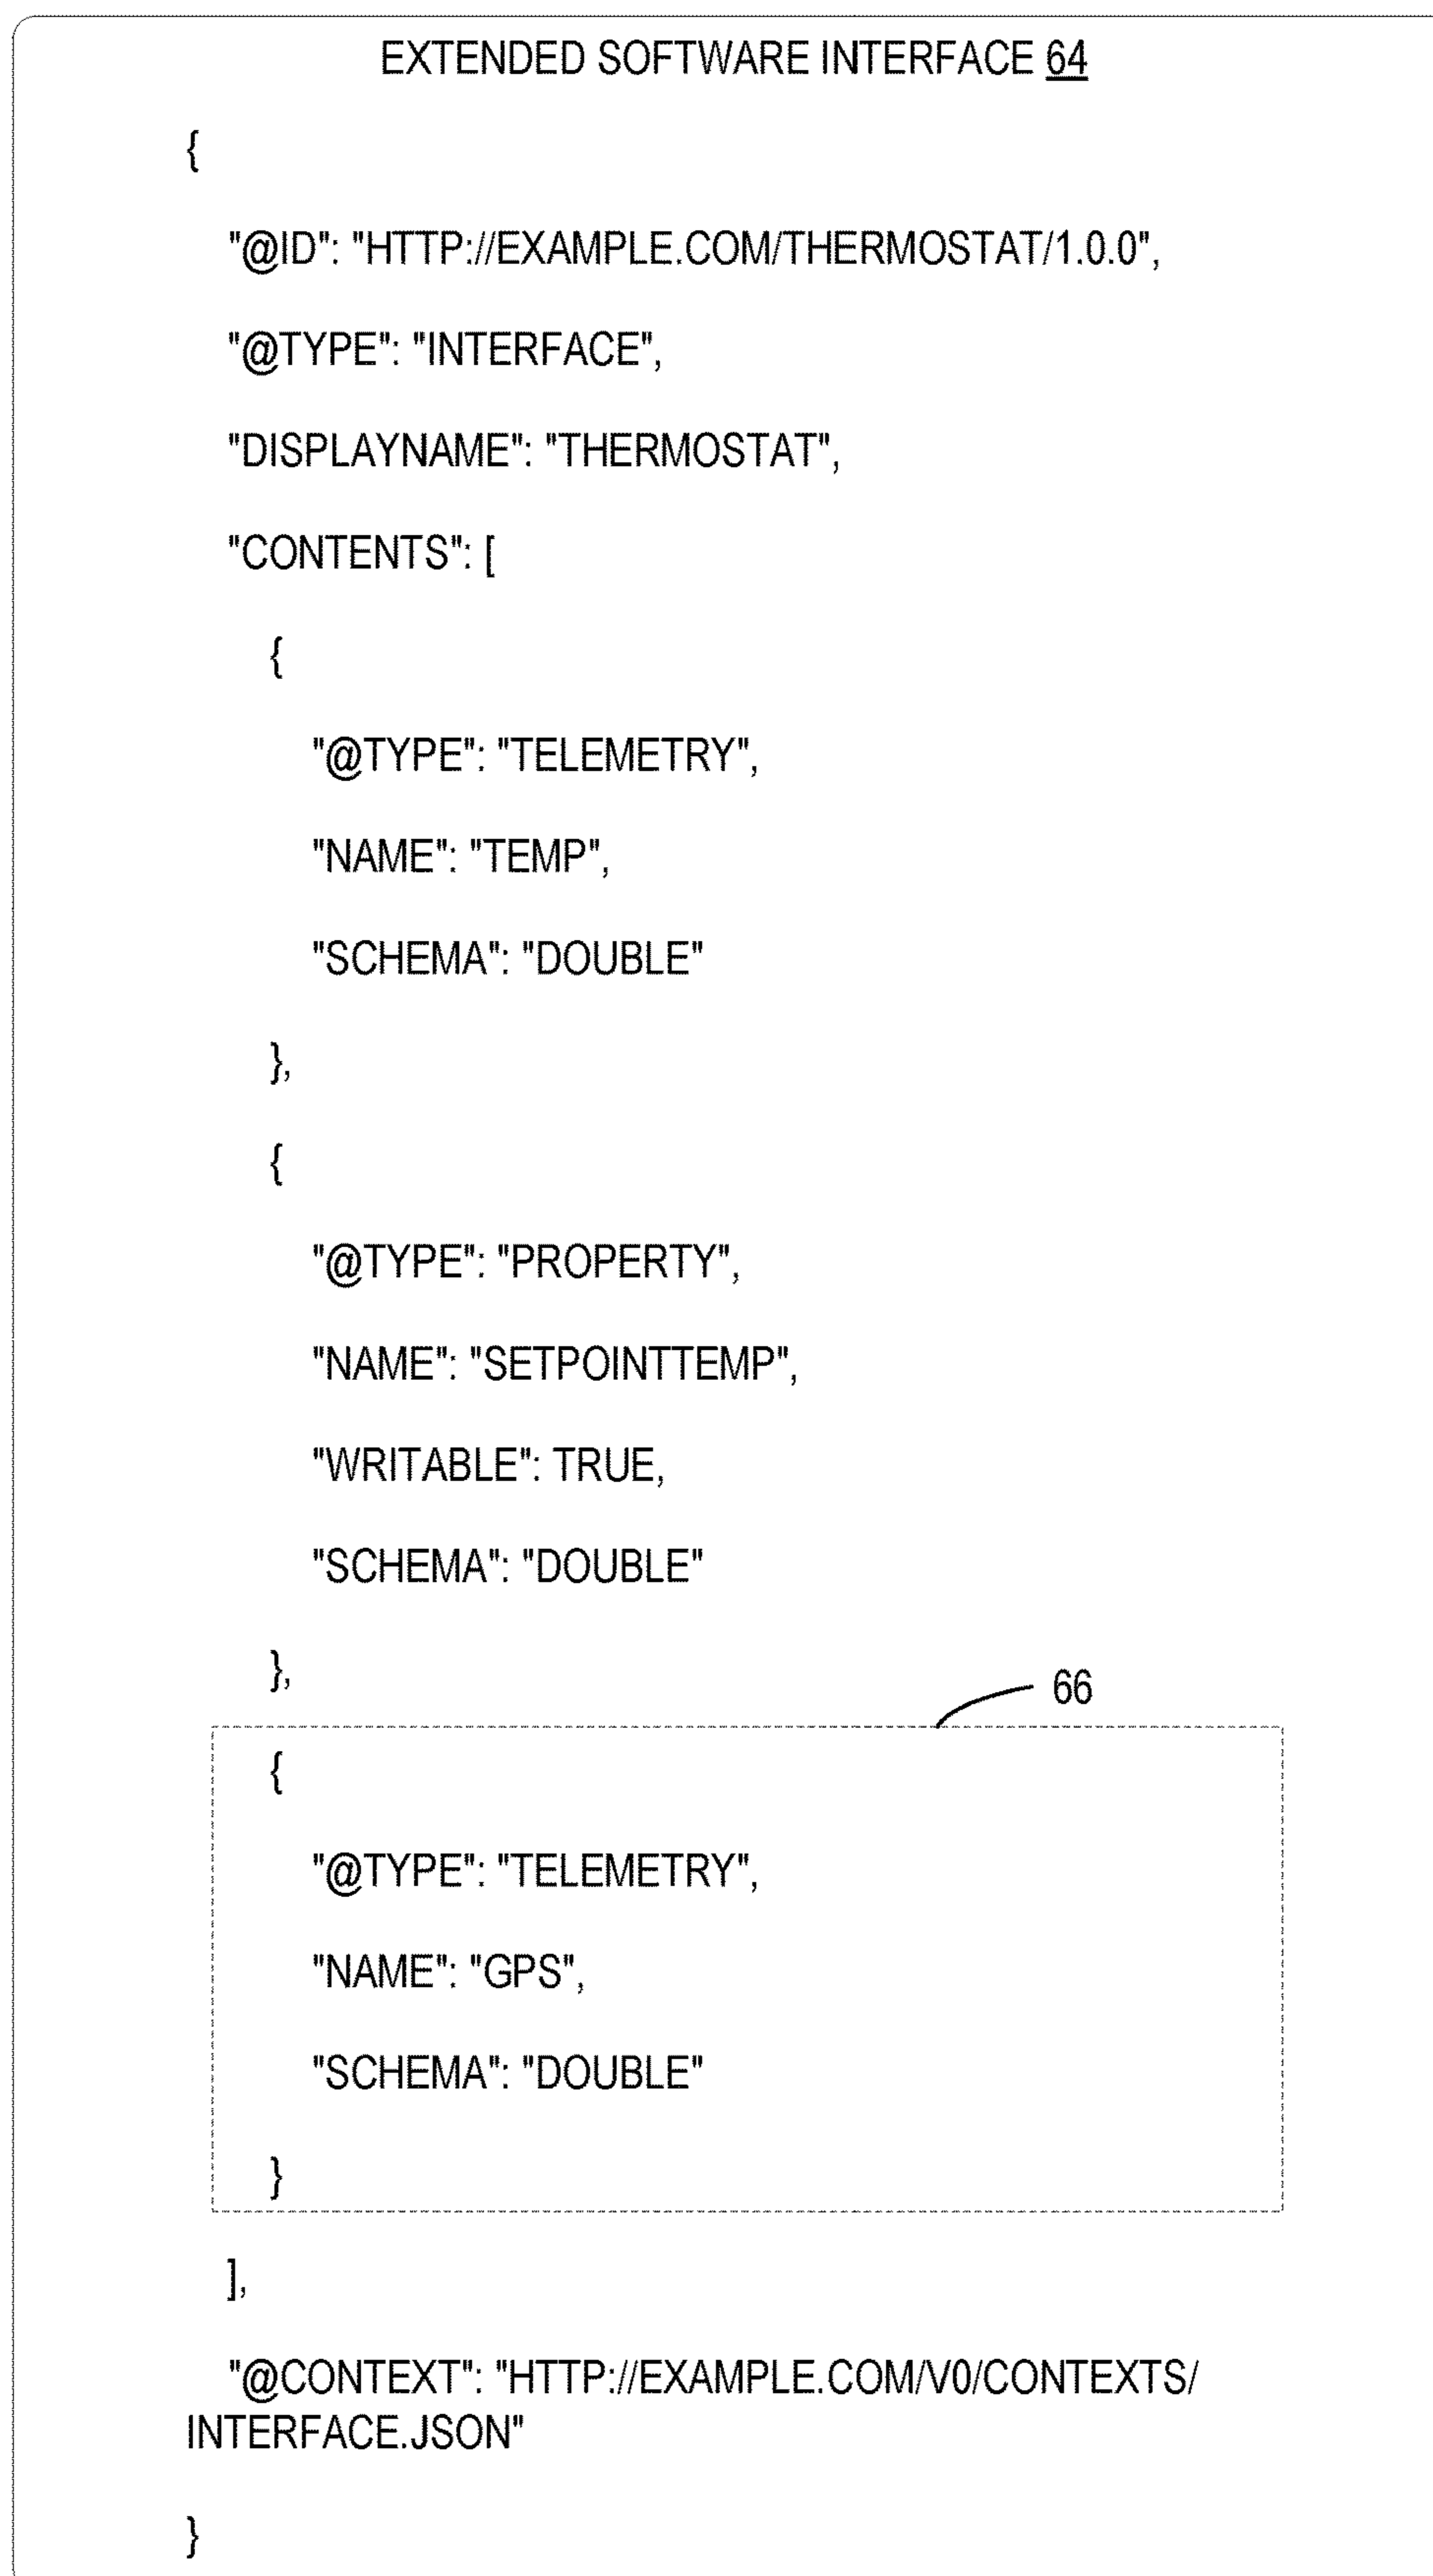 EXTENDED SOFTWARE INTERFACE 64
{
"@ID": "HTTP://EXAMPLE.COM/THERMOSTAT/1.0.0",
"@TYPE": "INTERFACE",
"DISPLAYNAME": "THERMOSTAT",
"CONTENTS": [
{
"@TYPE": "TELEMETRY",
"NAME": "TEMP",
"SCHEMA": "DOUBLE"
},
{
"@TYPE": "PROPERTY",
"NAME": "SETPOINTTEMP",
"WRITABLE": TRUE,
"SCHEMA": "DOUBLE"
},
66
{
"@TYPE": "TELEMETRY",
"NAME": "GPS",
"SCHEMA": "DOUBLE"
}
],
"@CONTEXT": "HTTP://EXAMPLE.COM/V0/CONTEXTS/
INTERFACE.JSON"
}